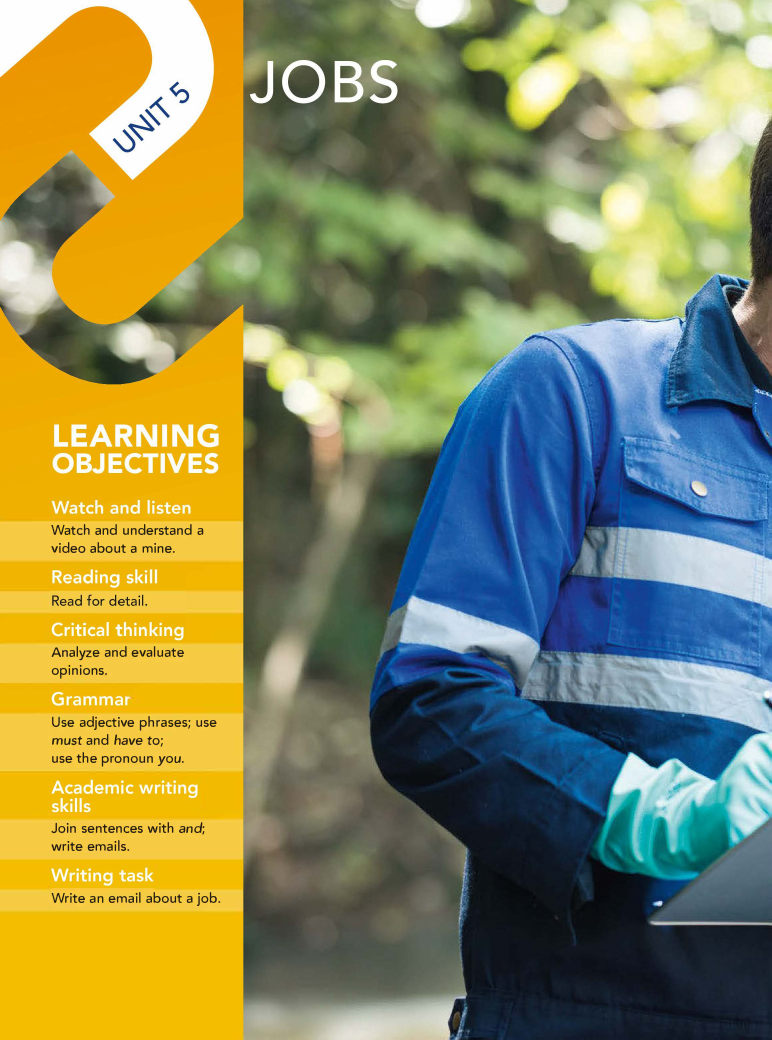 UNIT 5
JOBS
LEARNING
OBJECTIVES
Watch and listen
Watch and understand a
video about a mine.
Reading skill
Read for detail.
Critical thinking
Analyze and evaluate
opinions.
Grammar
Use adjective phrases; use
must and have to;
use the pronoun you.
Academic writing
skills
Join sentences with and;
write emails.
Writing task
Write an email about a job.